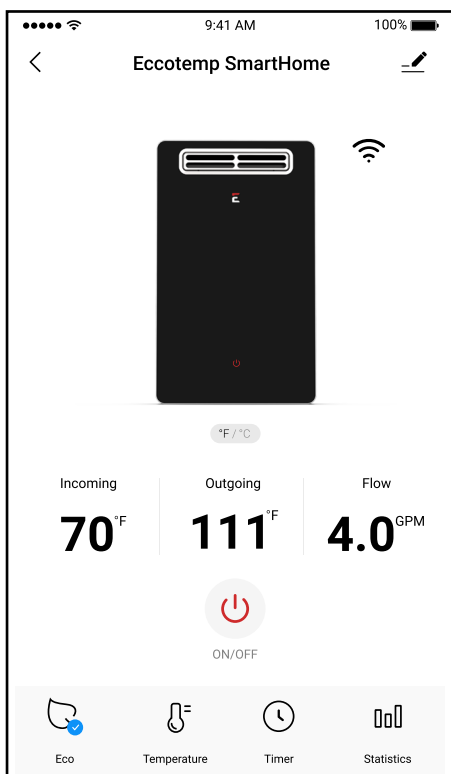 9:41 AM
100%
Eccotemp SmartHome
E
°F / °C
Incoming
Outgoing
Flow
70°F
111°F
4.0GPM
ON/OFF
Eco
Temperature
Timer
Statistics